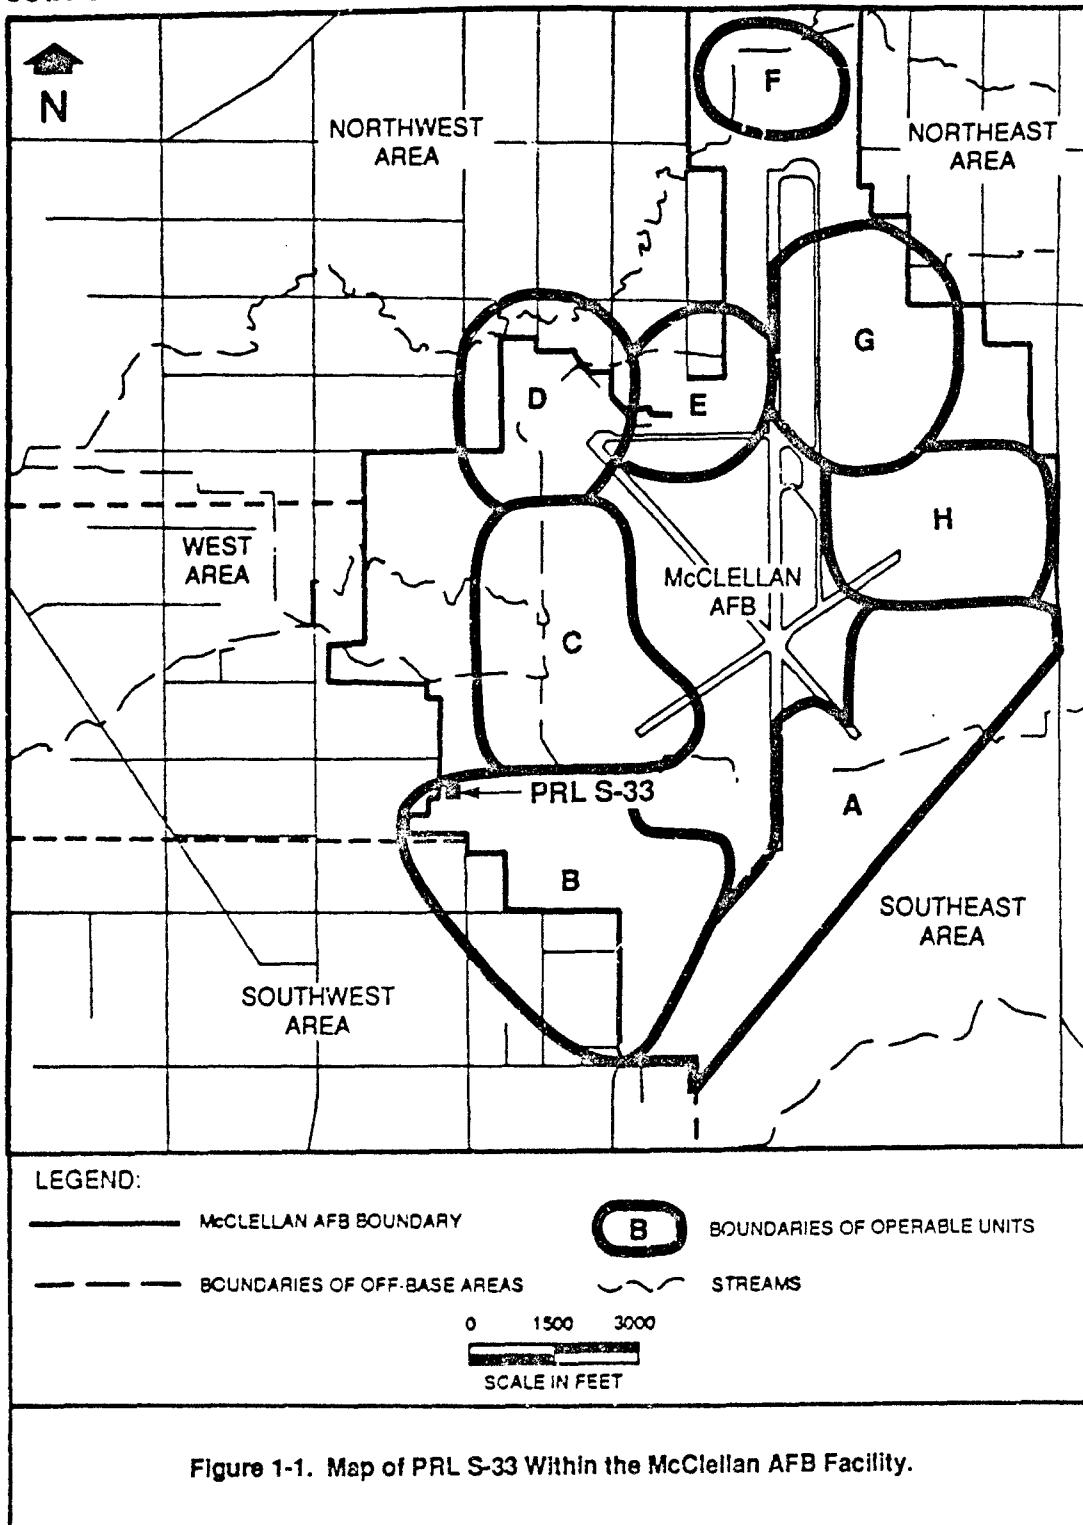 F
N
NORTHWEST
AREA
NORTHEAST
AREA
G
D
E
H
WEST
AREA
McCLELLAN
AFB
C
PRL S-33
A
B
SOUTHEAST
AREA
SOUTHWEST
AREA
LEGEND:
McCLELLAN AFB BOUNDARY
B
BOUNDARIES OF OPERABLE UNITS
BOUNDARIES OF OFF-BASE AREAS
STREAMS
0 1500 3000
SCALE IN FEET
Figure 1-1. Map of PRL S-33 Within the McClellan AFB Facility.